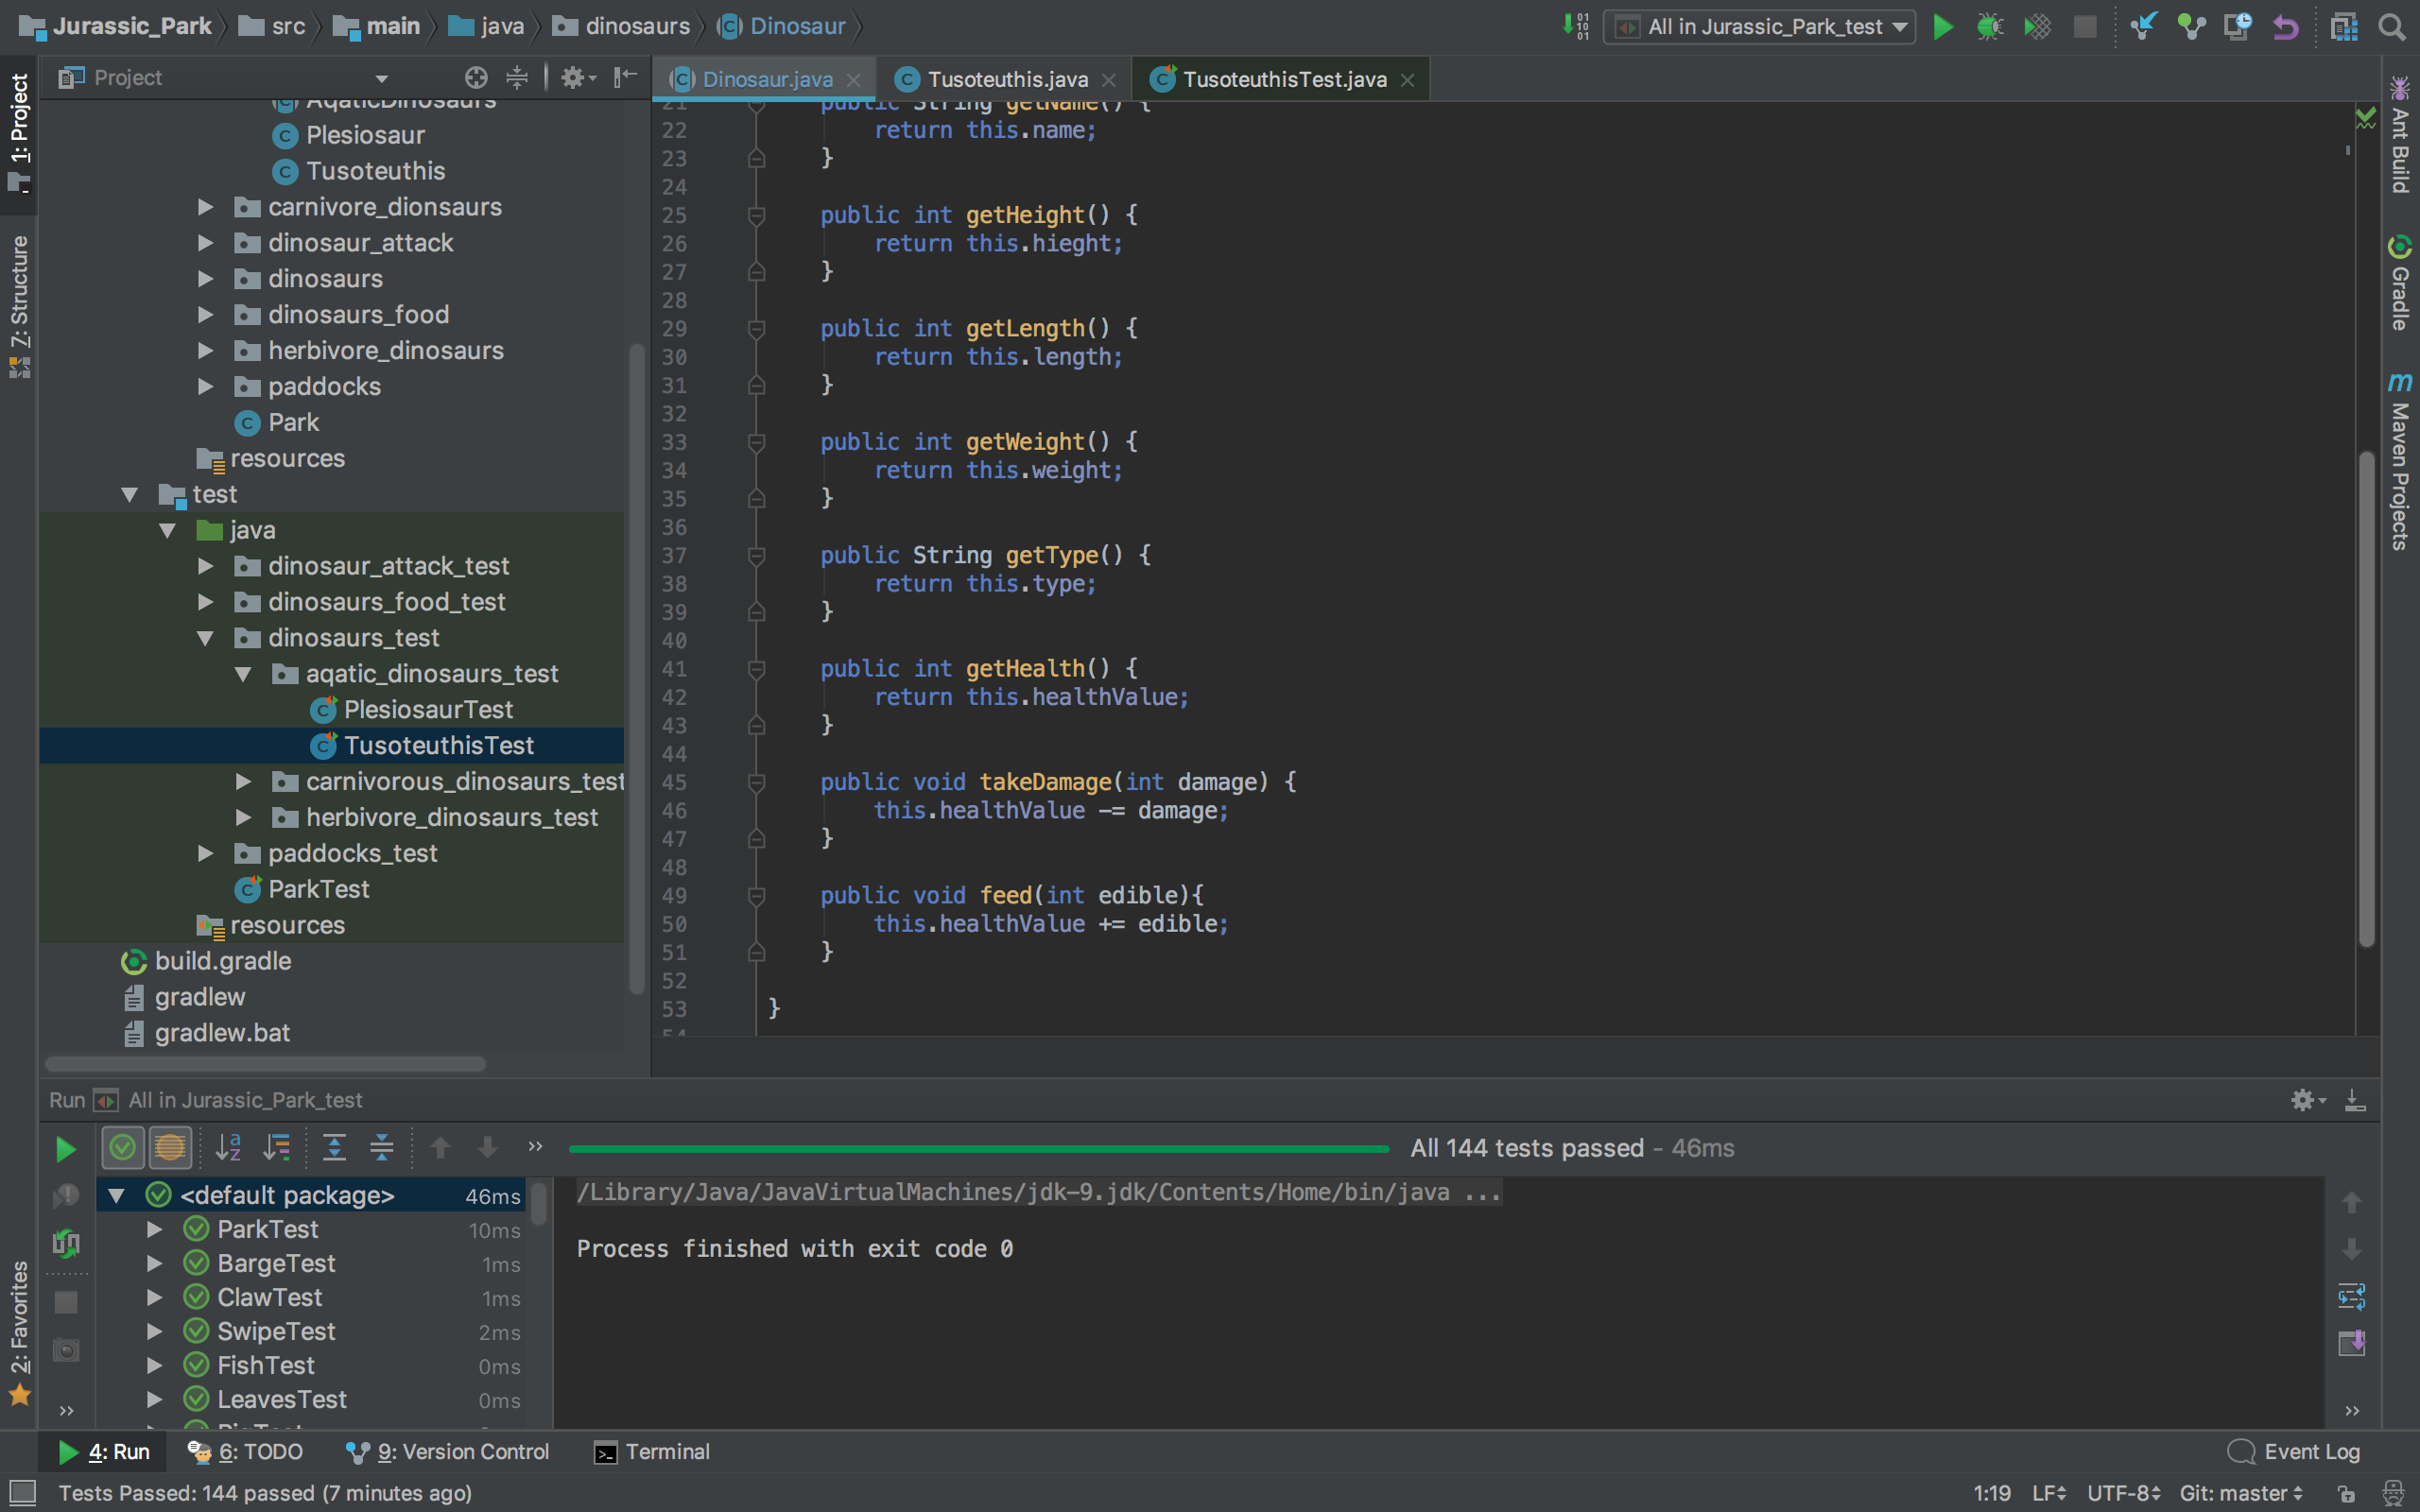 Jurassic_Park src main java dinosaurs Dinosaur All in Jurassic_Park_test
Project
Dinosaur.java Tusoteuthis.java TusoteuthisTest.java
1: Project
Z: Structure
2: Favorites
AqaticDinosaurs
Plesiosaur
Tusoteuthis
carnivore_dionsaurs
dinosaur_attack
dinosaurs
dinosaurs_food
herbivore_dinosaurs
paddocks
Park
resources
test
java
dinosaur_attack_test
dinosaurs_food_test
dinosaurs_test
aqatic_dinosaurs_test
PlesiosaurTest
TusoteuthisTest
carnivorous_dinosaurs_test
herbivore_dinosaurs_test
paddocks_test
ParkTest
resources
build.gradle
gradlew
gradlew.bat
21 public String getName() {
22 return this.name;
23 }
24
25 public int getHeight() {
26 return this.hieght;
27 }
28
29 public int getLength() {
30 return this.length;
31 }
32
33 public int getWeight() {
34 return this.weight;
35 }
36
37 public String getType() {
38 return this.type;
39 }
40
41 public int getHealth() {
42 return this.healthValue;
43 }
44
45 public void takeDamage(int damage) {
46 this.healthValue -= damage;
47 }
48
49 public void feed(int edible){
50 this.healthValue += edible;
51 }
52
53 }
54
Ant Build
Gradle
Maven Projects
Run All in Jurassic_Park_test
All 144 tests passed - 46ms
<default package> 46ms
ParkTest 10ms
BargeTest 1ms
ClawTest 1ms
SwipeTest 2ms
FishTest 0ms
LeavesTest 0ms
/Library/Java/JavaVirtualMachines/jdk-9.jdk/Contents/Home/bin/java ...
Process finished with exit code 0
4: Run 6: TODO 9: Version Control Terminal Event Log
Tests Passed: 144 passed (7 minutes ago) 1:19 LF UTF-8 Git: master